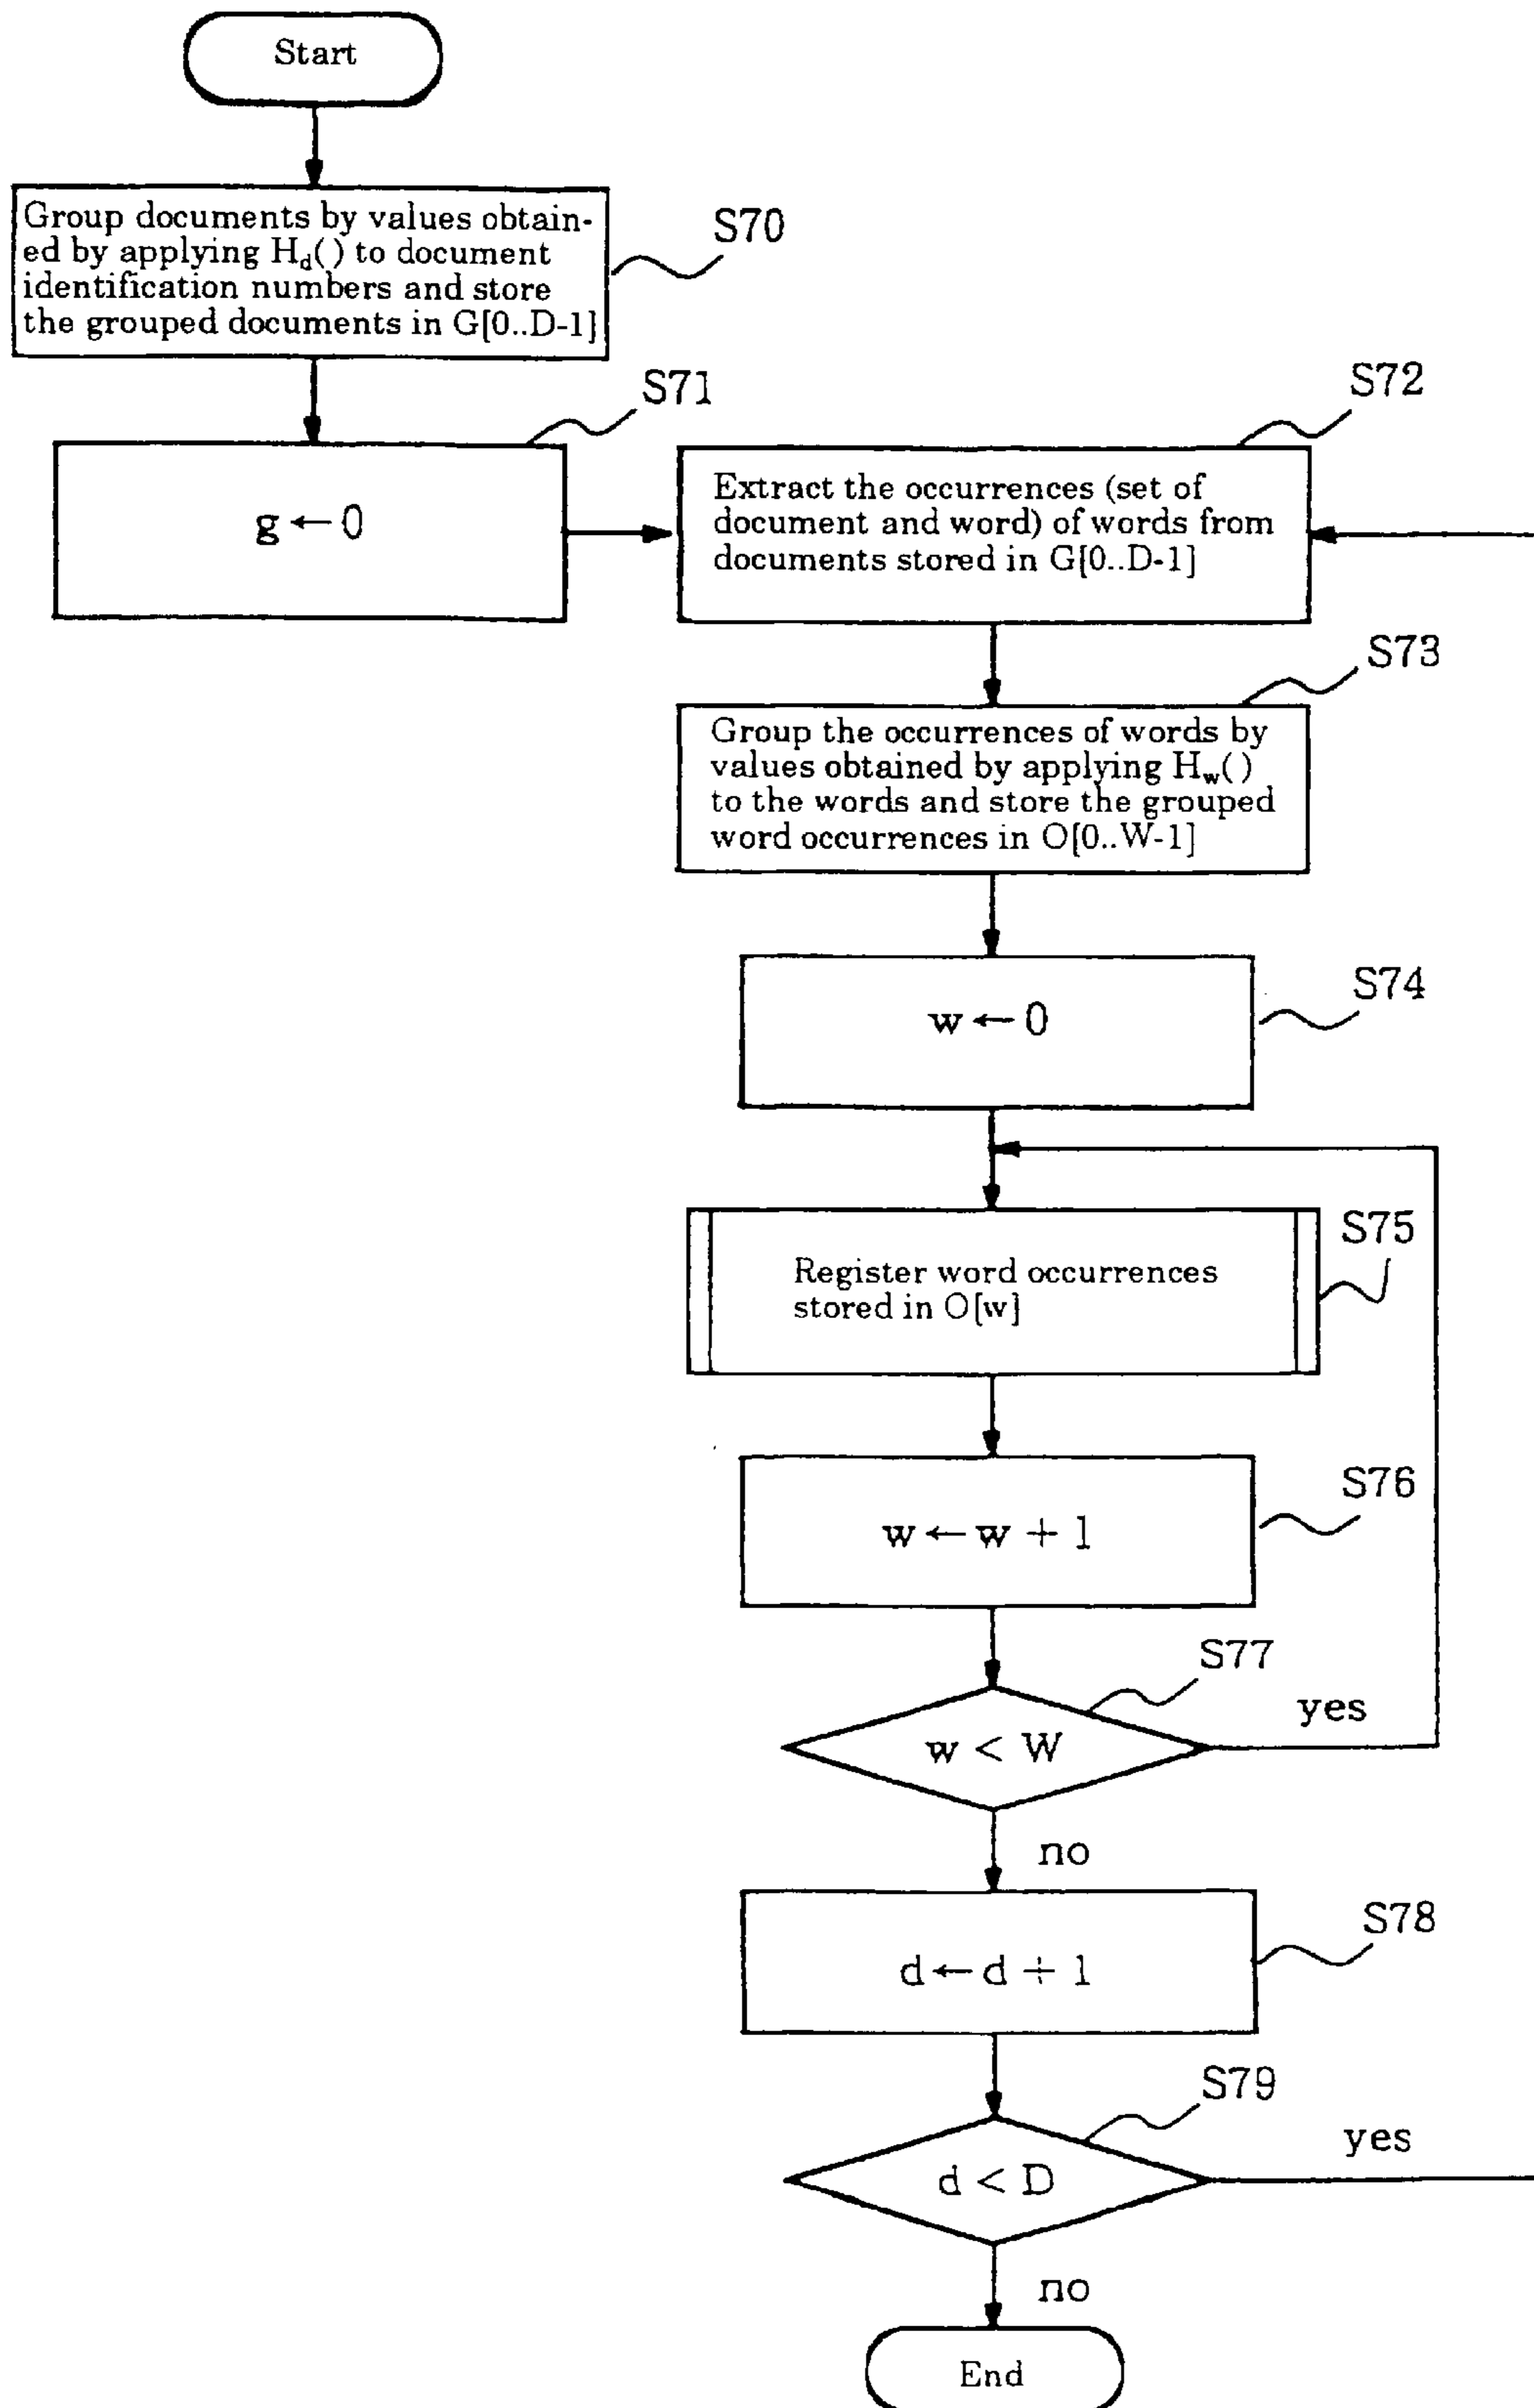 Start
Group documents by values obtain-
ed by applying Hd() to document
identification numbers and store
the grouped documents in G[0..D-1]
S70
S71
g ← 0
S72
Extract the occurrences (set of
document and word) of words from
documents stored in G[0..D-1]
S73
Group the occurrences of words by
values obtained by applying Hw()
to the words and store the grouped
word occurrences in O[0..W-1]
S74
w ← 0
S75
Register word occurrences
stored in O[w]
S76
w ← w + 1
S77
w < W
yes
no
S78
d ← d + 1
S79
d < D
yes
no
End